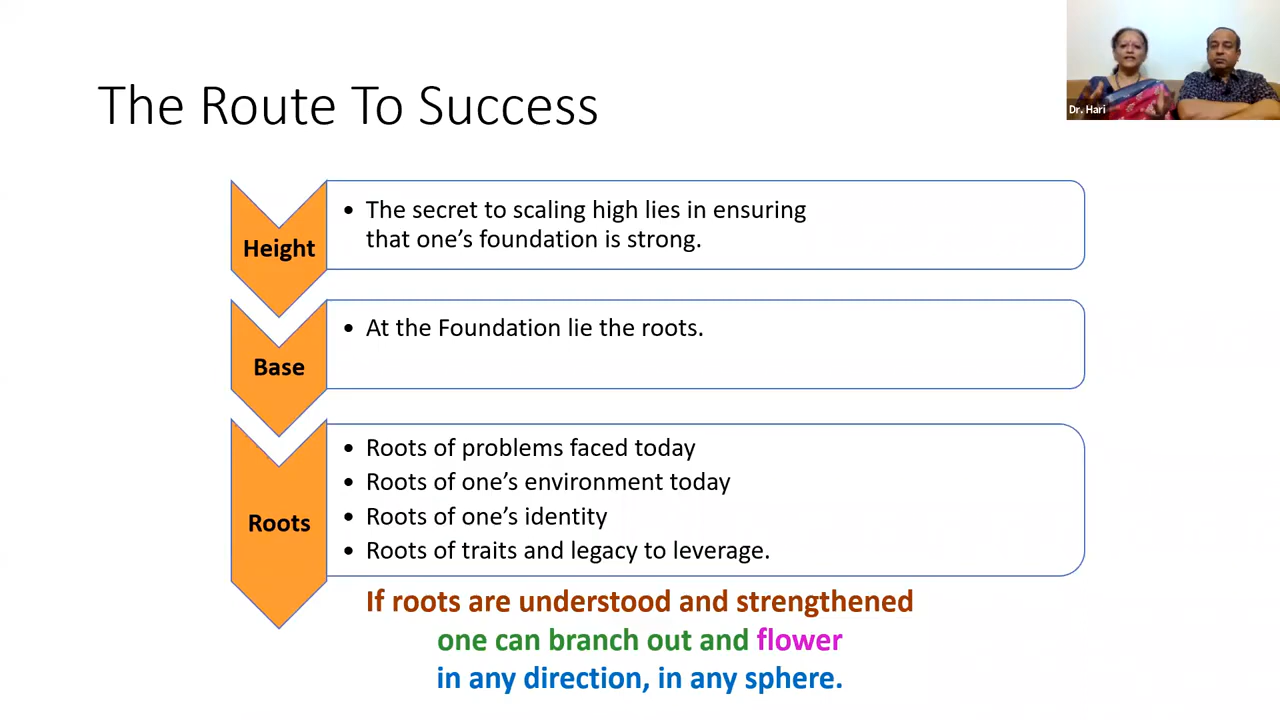 The Route To Success
Dr. Hari
Height
• The secret to scaling high lies in ensuring
that one’s foundation is strong.
Base
• At the Foundation lie the roots.
Roots
• Roots of problems faced today
• Roots of one’s environment today
• Roots of one’s identity
• Roots of traits and legacy to leverage.
If roots are understood and strengthened
one can branch out and flower
in any direction, in any sphere.